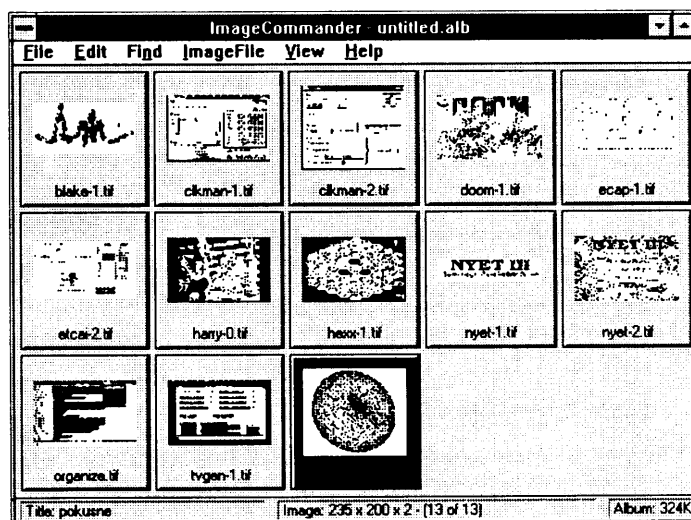 ImageCommander - untitled.alb
File Edit Find ImageFile View Help
DOOM
blake-1.tif clkman-1.tif clkman-2.tif doom-1.tif ecap-1.tif
NYET III
NYET III
etcai-2.tif harry-0.tif hexx-1.tif nyet-1.tif nyet-2.tif
organize.tif tvgen-1.tif
Title: pokusne Image: 235 x 200 x 2 - [13 of 13] Album: 324K